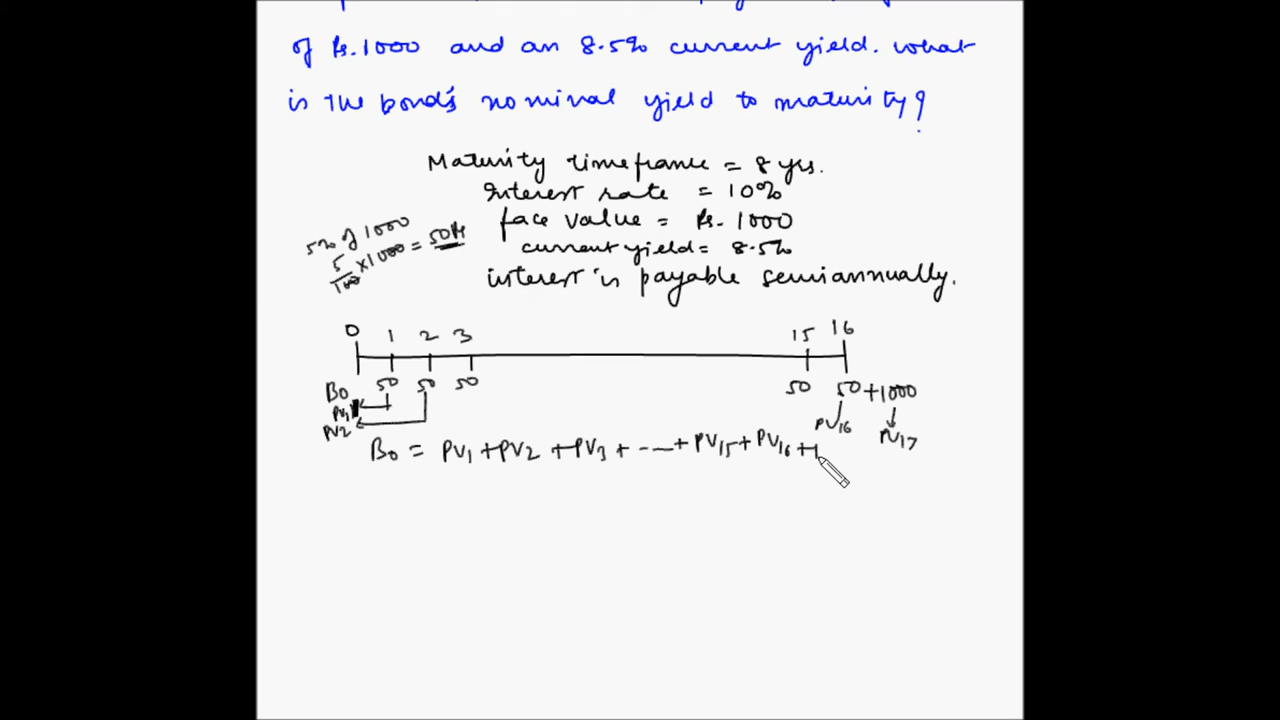 of Rs. 1000 and an 8.5% current yield. what
is the bond's nominal yield to maturity?
Maturity timeframe = 8 yrs.
Interest rate = 10%
face value = Rs. 1000
current yield = 8.5%
interest is payable semiannually.
5% of 1000
5/100 x 1000 = 50 Rs
0 1 2 3 15 16
B0 50 50 50 50 50 + 1000
PV1
PV2
PV16 PV17
B0 = PV1 + PV2 + PV3 + ---- + PV15 + PV16 +